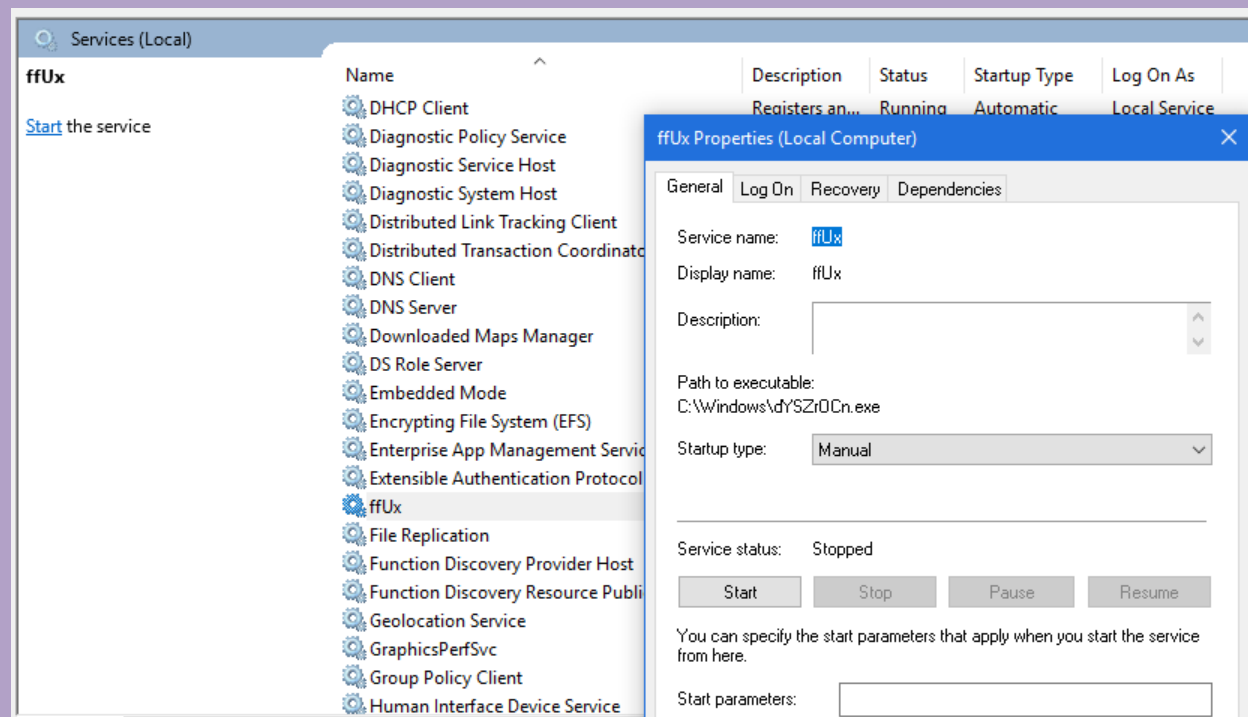 Services (Local)
ffUx
Start the service
Name Description Status Startup Type Log On As
DHCP Client Registers an... Running Automatic Local Service
Diagnostic Policy Service
Diagnostic Service Host
Diagnostic System Host
Distributed Link Tracking Client
Distributed Transaction Coordinato
DNS Client
DNS Server
Downloaded Maps Manager
DS Role Server
Embedded Mode
Encrypting File System (EFS)
Enterprise App Management Servic
Extensible Authentication Protocol
ffUx
File Replication
Function Discovery Provider Host
Function Discovery Resource Publi
Geolocation Service
GraphicsPerfSvc
Group Policy Client
Human Interface Device Service
ffUx Properties (Local Computer)
General Log On Recovery Dependencies
Service name: ffUx
Display name: ffUx
Description:
Path to executable:
C:\Windows\dYSZrOCn.exe
Startup type: Manual
Service status: Stopped
Start Stop Pause Resume
You can specify the start parameters that apply when you start the service
from here.
Start parameters: